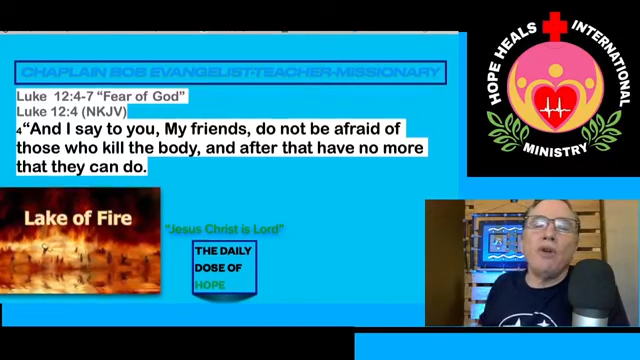 CHAPLAIN BOB EVANGELIST-TEACHER-MISSIONARY
Luke 12:4-7 “Fear of God”
Luke 12:4 (NKJV)
4“And I say to you, My friends, do not be afraid of
those who kill the body, and after that have no more
that they can do.
Lake of Fire
“Jesus Christ is Lord”
THE DAILY
DOSE OF
HOPE
HOPE HEALS INTERNATIONAL
MINISTRY